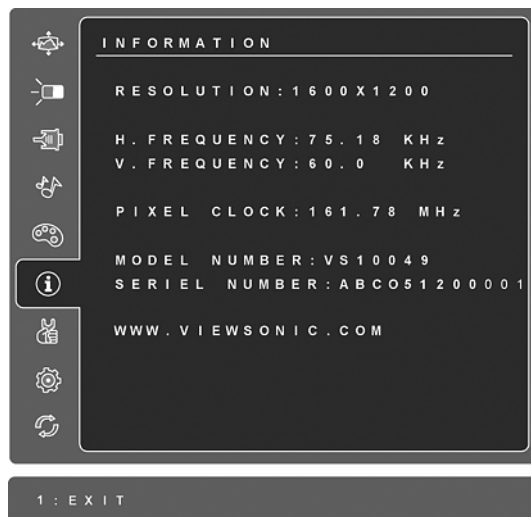 INFORMATION
RESOLUTION:1600X1200
H.FREQUENCY:75.18 KHz
V.FREQUENCY:60.0 KHz
PIXEL CLOCK:161.78 MHz
MODEL NUMBER:VS10049
SERIEL NUMBER:ABCO51200001
WWW.VIEWSONIC.COM
1:EXIT